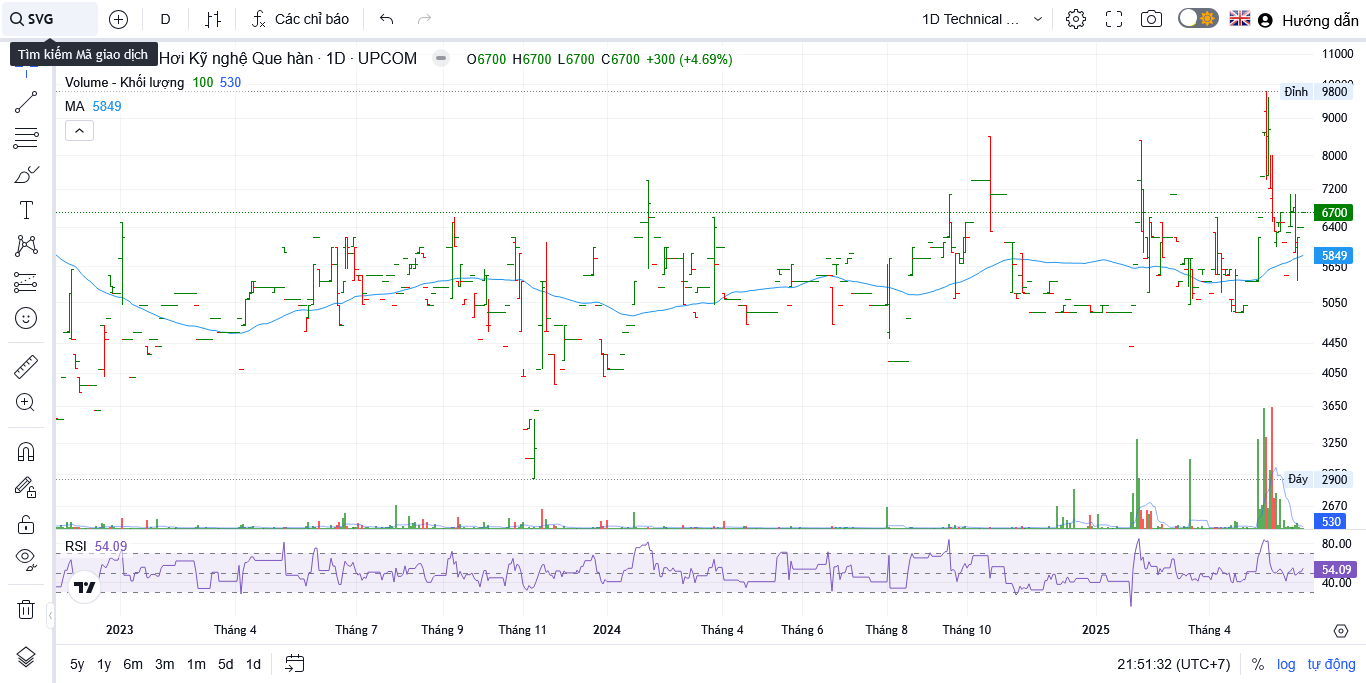 SVG D Các chỉ báo 1D Technical ... Hướng dẫn
Tìm kiếm Mã giao dịch
Hơi Kỹ nghệ Que hàn · 1D · UPCOM O6700 H6700 L6700 C6700 +300 (+4.69%)
Volume - Khối lượng 100 530
MA 5849
11000
Đỉnh 9800
9000
8000
7200
6700
6400
5849
5650
5050
4450
4050
3650
3250
Đáy 2900
2670
530
RSI 54.09
80.00
54.09
40.00
2023 Tháng 4 Tháng 7 Tháng 9 Tháng 11 2024 Tháng 4 Tháng 6 Tháng 8 Tháng 10 2025 Tháng 4
5y 1y 6m 3m 1m 5d 1d 21:51:32 (UTC+7) % log tự động